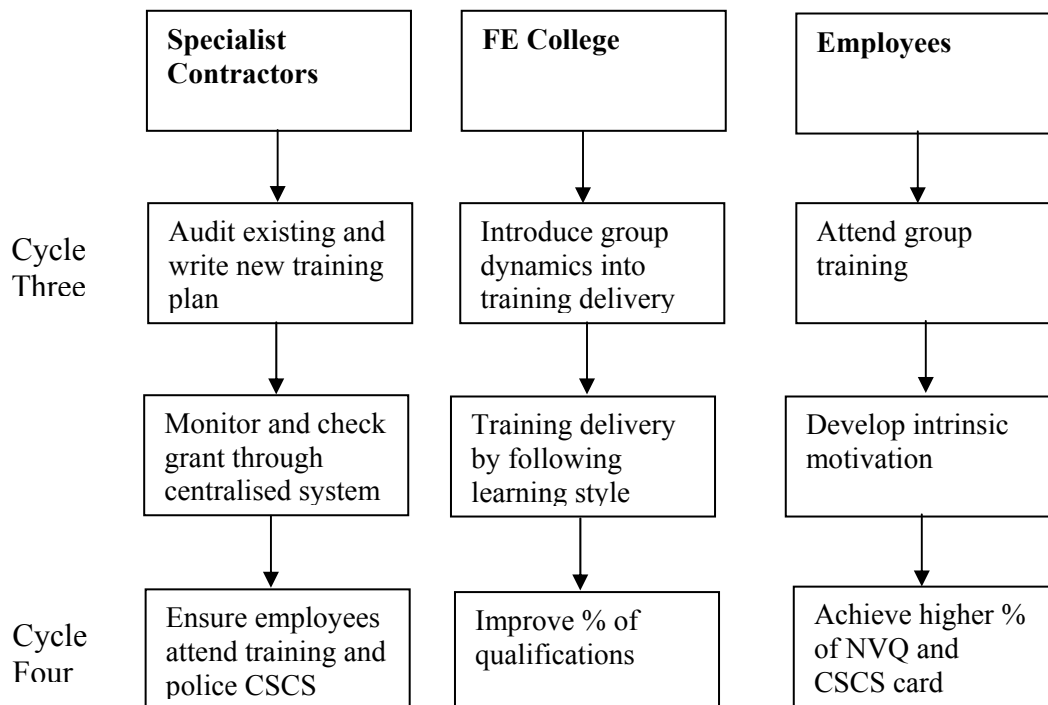 Specialist
Contractors
FE College
Employees
Cycle
Three
Audit existing and
write new training
plan
Introduce group
dynamics into
training delivery
Attend group
training
Monitor and check
grant through
centralised system
Training delivery
by following
learning style
Develop intrinsic
motivation
Cycle
Four
Ensure employees
attend training and
police CSCS
Improve % of
qualifications
Achieve higher %
of NVQ and
CSCS card